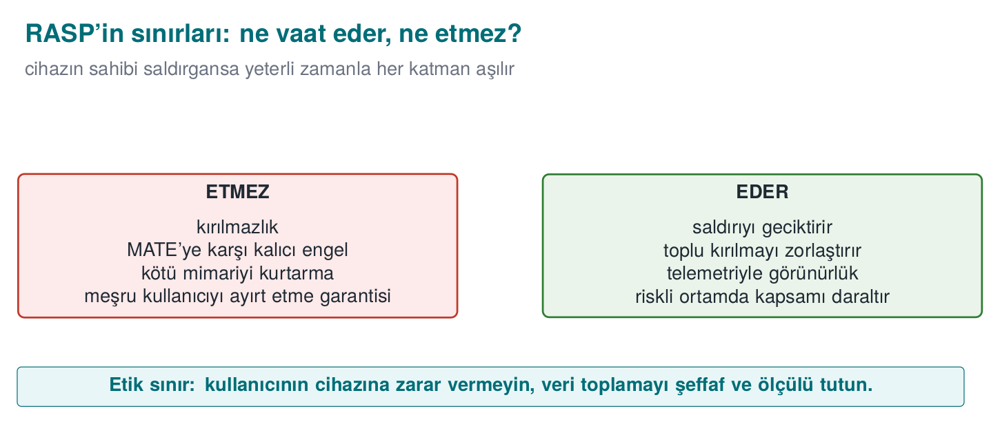 RASP’in sınırları: ne vaat eder, ne etmez?
cihazın sahibi saldırgansa yeterli zamanla her katman aşılır
ETMEZ
kırılmazlık
MATE’ye karşı kalıcı engel
kötü mimariyi kurtarma
meşru kullanıcıyı ayırt etme garantisi
EDER
saldırıyı geciktirir
toplu kırılmayı zorlaştırır
telemetriyle görünürlük
riskli ortamda kapsamı daraltır
Etik sınır: kullanıcının cihazına zarar vermeyin, veri toplamayı şeffaf ve ölçülü tutun.